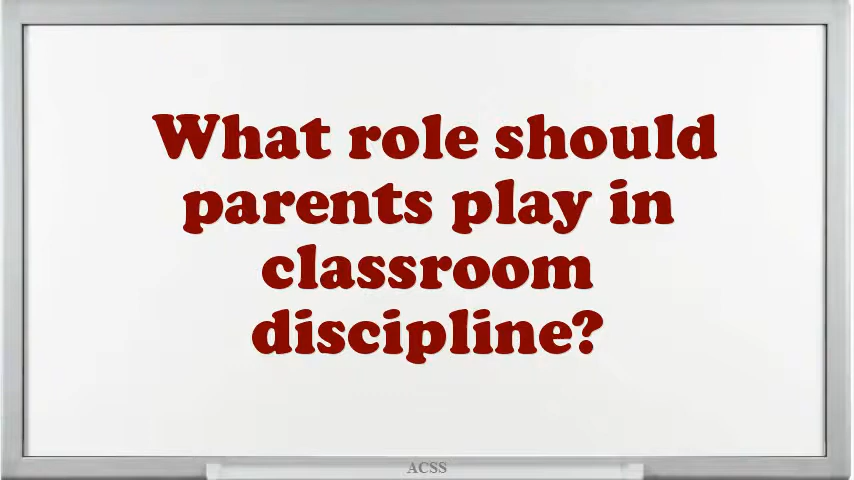 What role should
parents play in
classroom
discipline?
ACSS